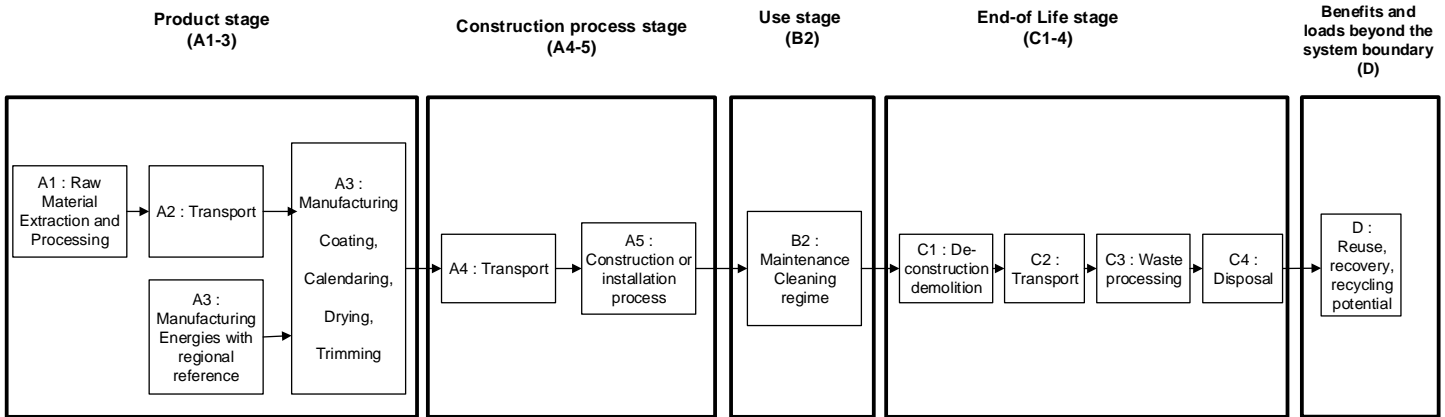 Product stage
(A1-3)
Construction process stage
(A4-5)
Use stage
(B2)
End-of Life stage
(C1-4)
Benefits and
loads beyond the
system boundary
(D)
A1 : Raw
Material
Extraction and
Processing
A2 : Transport
A3 :
Manufacturing
Energies with
regional
reference
A3 :
Manufacturing
Coating,
Calendaring,
Drying,
Trimming
A4 : Transport
A5 :
Construction or
installation
process
B2 :
Maintenance
Cleaning
regime
C1 : De-
construction
demolition
C2 :
Transport
C3 : Waste
processing
C4 :
Disposal
D :
Reuse,
recovery,
recycling
potential